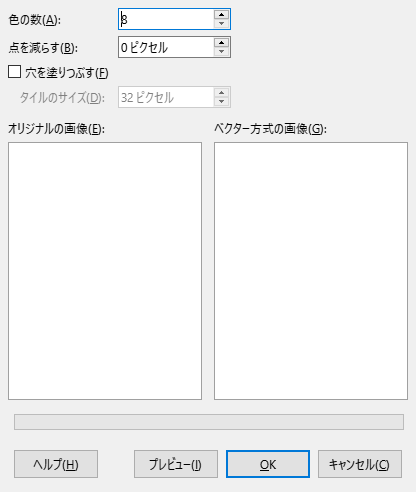 色の数(A): 8
点を減らす(B): 0 ピクセル
穴を塗りつぶす(F)
タイルのサイズ(D): 32 ピクセル
オリジナルの画像(E): ベクター方式の画像(G):
ヘルプ(H) プレビュー(I) OK キャンセル(C)